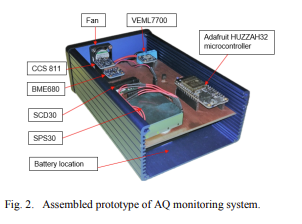 Fan
VEML7700
Adafruit HUZZAH32
microcontroller
CCS 811
BME680
SCD30
SPS30
Battery location
Fig. 2. Assembled prototype of AQ monitoring system.